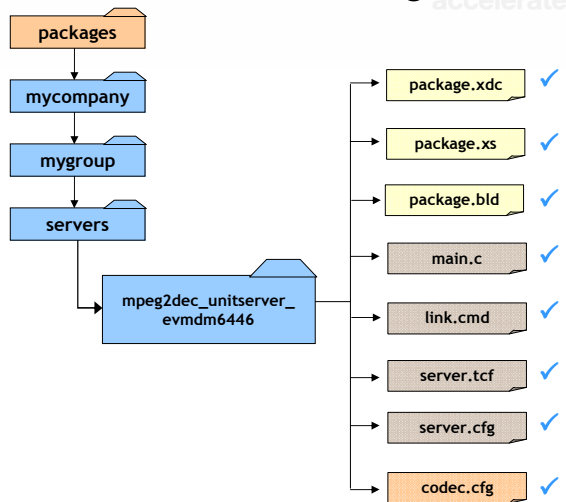 accelerate
packages
mycompany
mygroup
servers
mpeg2dec_unitserver_
evmdm6446
package.xdc
package.xs
package.bld
main.c
link.cmd
server.tcf
server.cfg
codec.cfg